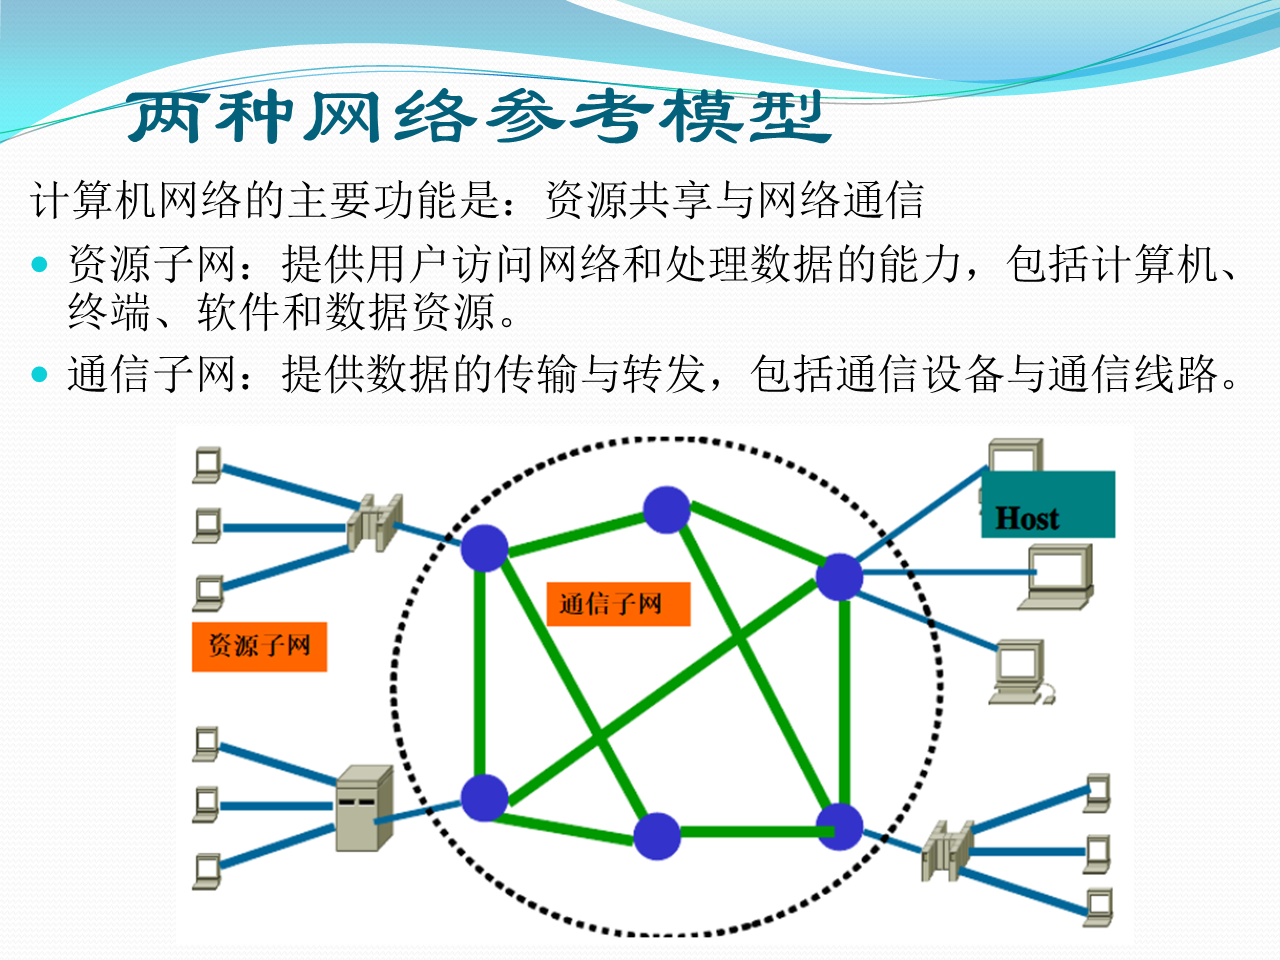 两种网络参考模型
计算机网络的主要功能是：资源共享与网络通信
资源子网：提供用户访问网络和处理数据的能力，包括计算机、
终端、软件和数据资源。
通信子网：提供数据的传输与转发，包括通信设备与通信线路。
Host
通信子网
资源子网